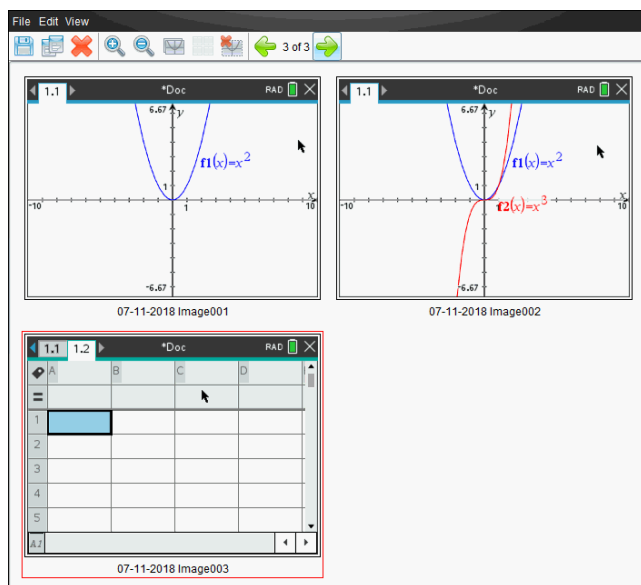 File Edit View
3 of 3
1.1 *Doc RAD
6.67 y
f1(x)=x²
1
x
-10 1 10
-6.67
07-11-2018 Image001
1.1 *Doc RAD
6.67 y
f1(x)=x²
1
x
-10 f2(x)=x³ 10
-6.67
07-11-2018 Image002
1.1 1.2 *Doc RAD
A B C D
=
1
2
3
4
5
A1
07-11-2018 Image003